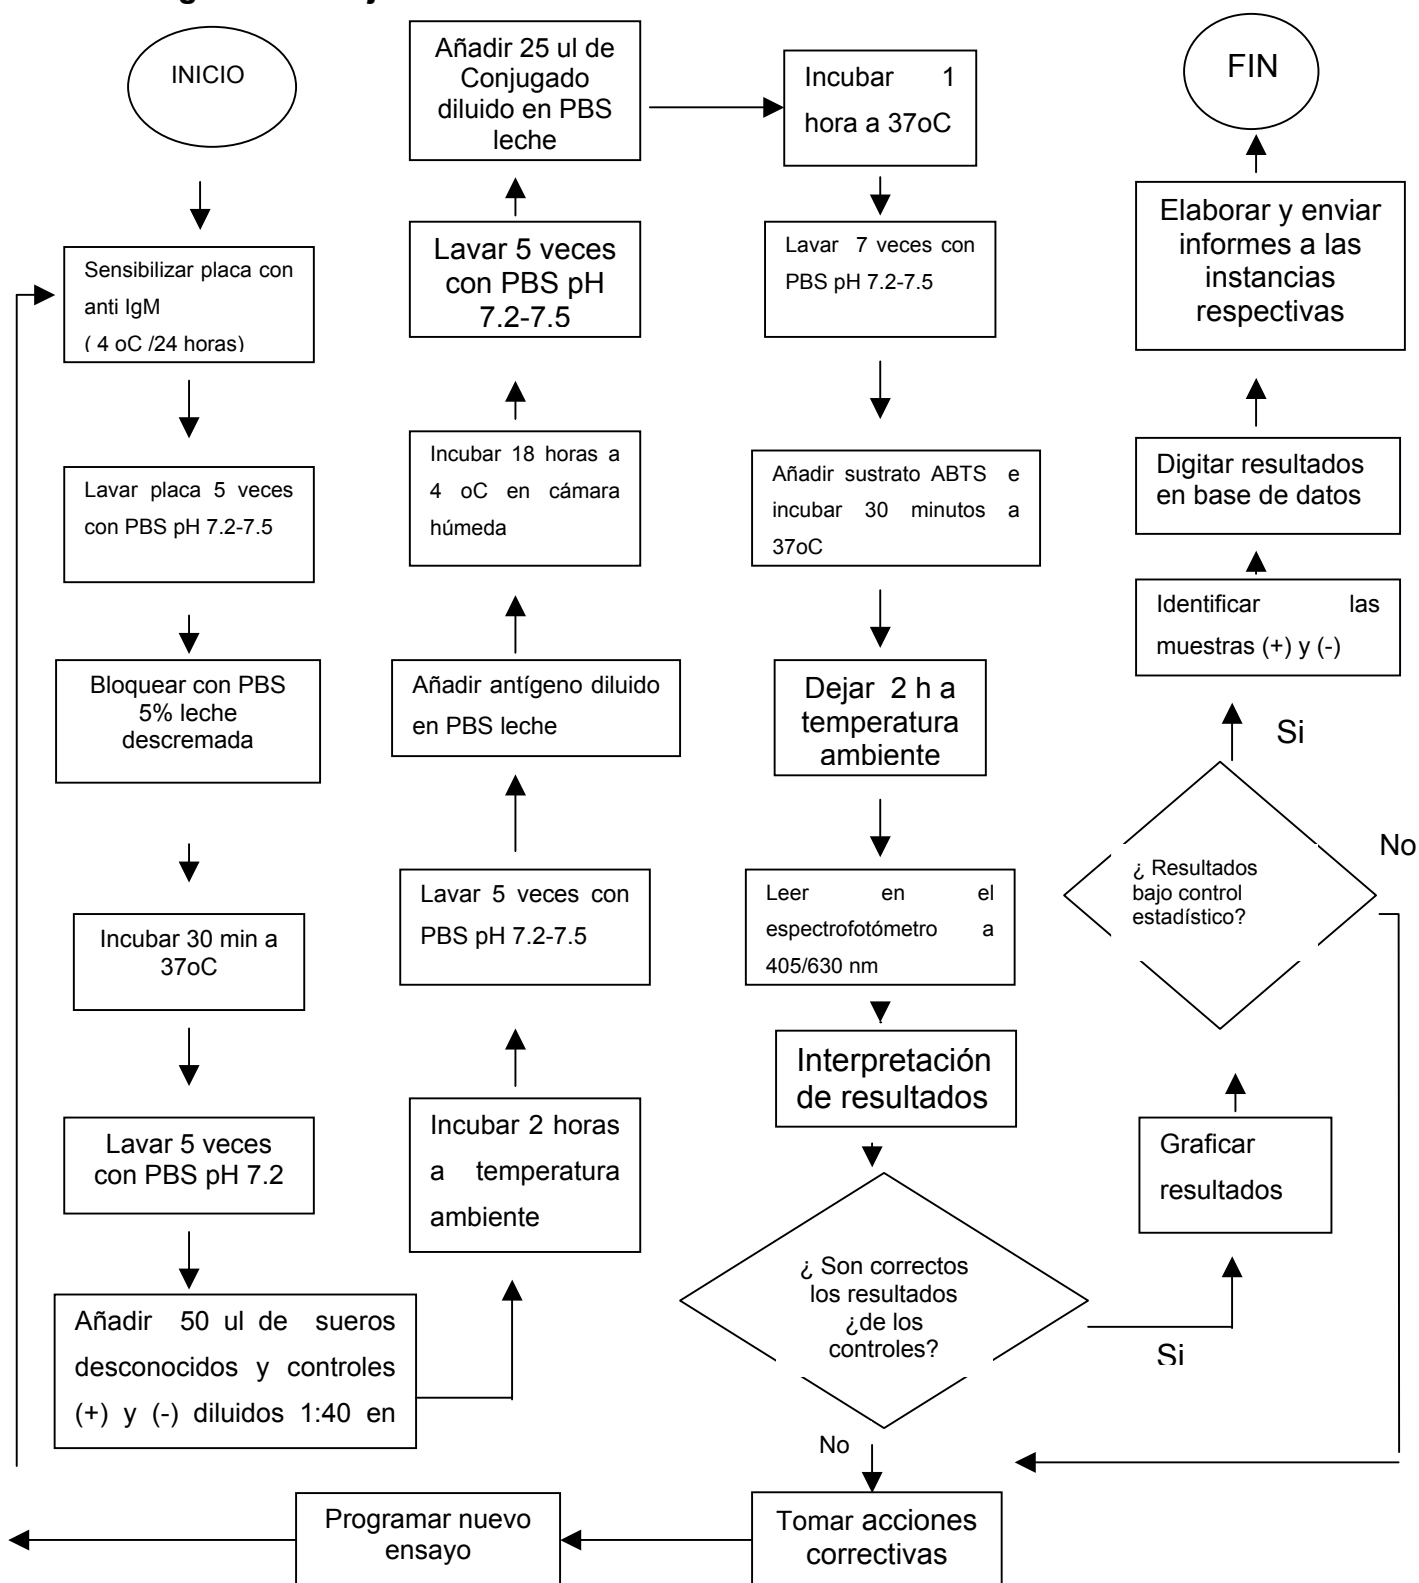 INICIO
Sensibilizar placa con
anti IgM
( 4 oC /24 horas)
Lavar placa 5 veces
con PBS pH 7.2-7.5
Bloquear con PBS
5% leche
descremada
Incubar 30 min a
37oC
Lavar 5 veces
con PBS pH 7.2
Añadir 50 ul de sueros
desconocidos y controles
(+) y (-) diluidos 1:40 en
Incubar 2 horas
a temperatura
ambiente
Lavar 5 veces con
PBS pH 7.2-7.5
Añadir antígeno diluido
en PBS leche
Incubar 18 horas a
4 oC en cámara
húmeda
Lavar 5 veces
con PBS pH
7.2-7.5
Añadir 25 ul de
Conjugado
diluido en PBS
leche
Incubar 1
hora a 37oC
Lavar 7 veces con
PBS pH 7.2-7.5
Añadir sustrato ABTS e
incubar 30 minutos a
37oC
Dejar 2 h a
temperatura
ambiente
Leer en el
espectrofotómetro a
405/630 nm
Interpretación
de resultados
¿ Son correctos
los resultados
¿de los
controles?
No
Si
Tomar acciones
correctivas
Programar nuevo
ensayo
Graficar
resultados
¿ Resultados
bajo control
estadístico?
No
Si
Identificar las
muestras (+) y (-)
Digitar resultados
en base de datos
Elaborar y enviar
informes a las
instancias
respectivas
FIN